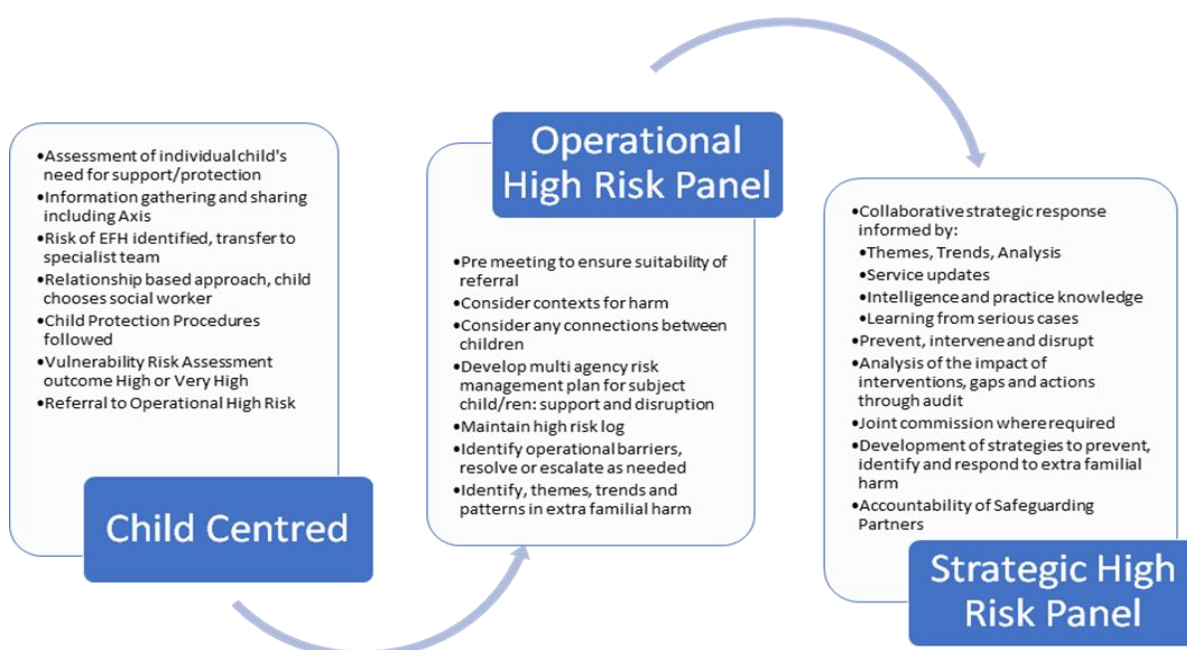 •Assessment of individual child's
need for support/protection
•Information gathering and sharing
including Axis
•Risk of EFH identified, transfer to
specialist team
•Relationship based approach, child
chooses social worker
•Child Protection Procedures
followed
•Vulnerability Risk Assessment
outcome High or Very High
•Referral to Operational High Risk
Child Centred
Operational
High Risk Panel
•Pre meeting to ensure suitability of
referral
•Consider contexts for harm
•Consider any connections between
children
•Develop multi agency risk
management plan for subject
child/ren: support and disruption
•Maintain high risk log
•Identify operational barriers,
resolve or escalate as needed
•Identify, themes, trends and
patterns in extra familial harm
•Collaborative strategic response
informed by:
•Themes, Trends, Analysis
•Service updates
•Intelligence and practice knowledge
•Learning from serious cases
•Prevent, intervene and disrupt
•Analysis of the impact of
interventions, gaps and actions
through audit
•Joint commission where required
•Development of strategies to prevent,
identify and respond to extra familial
harm
•Accountability of Safeguarding
Partners
Strategic High
Risk Panel